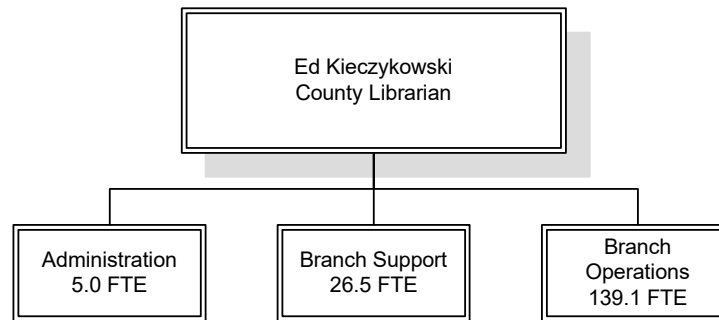 Ed Kieczykowski
County Librarian
Administration
5.0 FTE
Branch Support
26.5 FTE
Branch
Operations
139.1 FTE